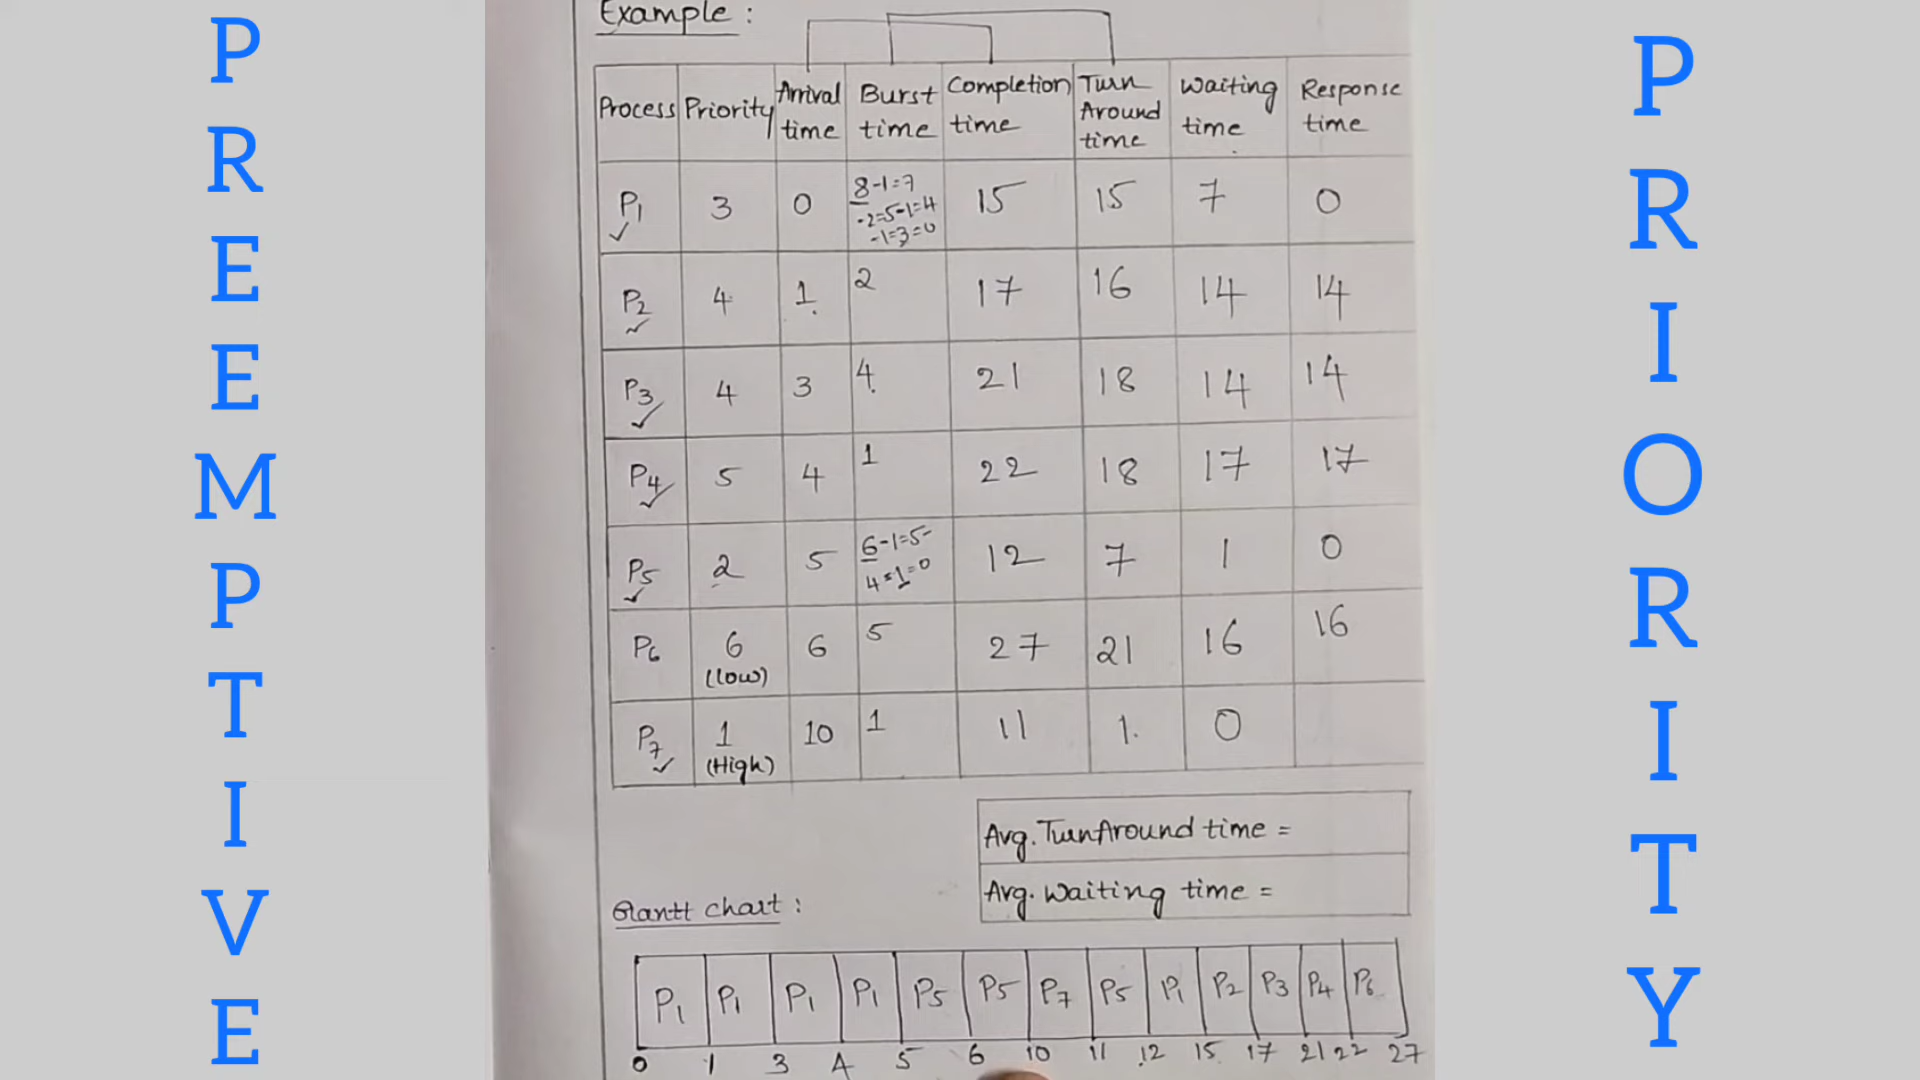 PREEMPTIVE
PRIORITY
Example :
Process Priority Arrival time Burst time Completion time Turn Around time Waiting time Response time
P1 3 0 8-1=7 15 15 7 0
-2=5-1=4
-1=3=0
P2 4 1 2 17 16 14 14
P3 4 3 4 21 18 14 14
P4 5 4 1 22 18 17 17
P5 2 5 6-1=5- 12 7 1 0
4=1=0
P6 6 6 5 27 21 16 16
(low)
P7 1 10 1 11 1 0
(High)
Avg. TurnAround time =
Avg. Waiting time =
Gantt chart :
P1 P1 P1 P1 P5 P5 P7 P5 P1 P2 P3 P4 P6
0 1 3 4 5 6 10 11 12 15 17 21 22 27